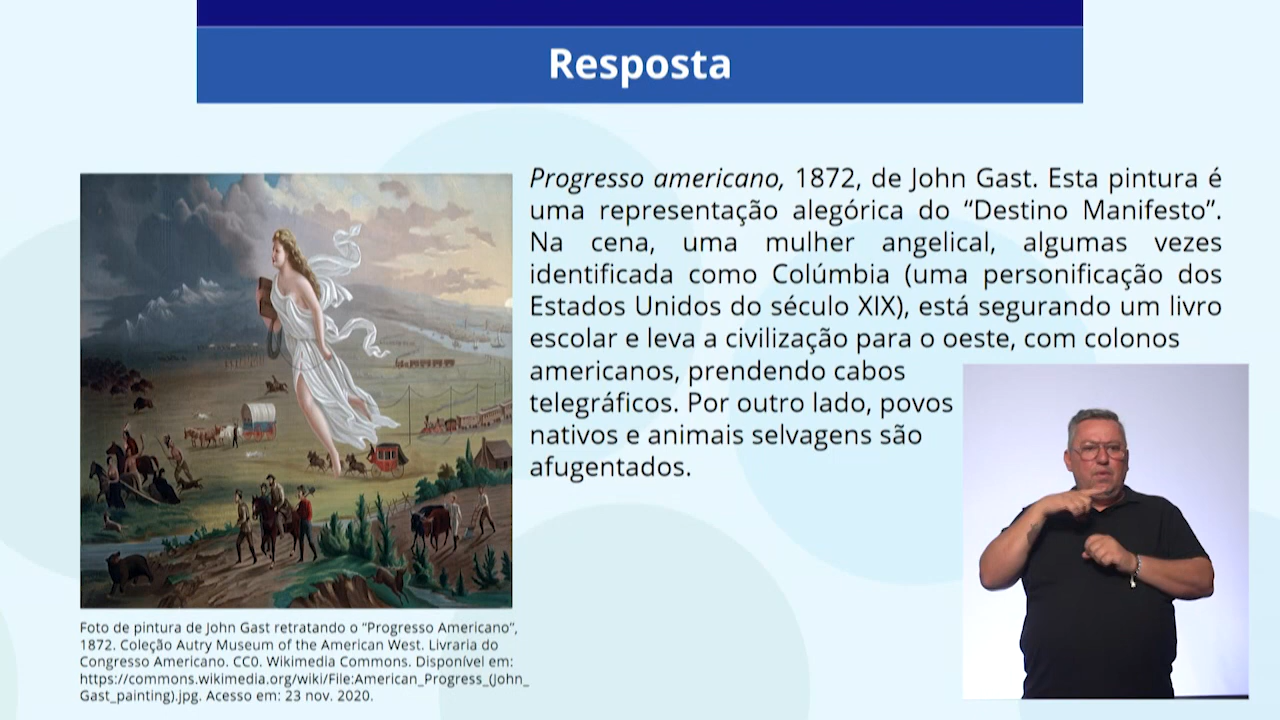 Resposta
Progresso americano, 1872, de John Gast. Esta pintura é
uma representação alegórica do “Destino Manifesto”.
Na cena, uma mulher angelical, algumas vezes
identificada como Colúmbia (uma personificação dos
Estados Unidos do século XIX), está segurando um livro
escolar e leva a civilização para o oeste, com colonos
americanos, prendendo cabos
telegráficos. Por outro lado, povos
nativos e animais selvagens são
afugentados.
Foto de pintura de John Gast retratando o “Progresso Americano”,
1872. Coleção Autry Museum of the American West. Livraria do
Congresso Americano. CC0. Wikimedia Commons. Disponível em:
https://commons.wikimedia.org/wiki/File:American_Progress_(John_
Gast_painting).jpg. Acesso em: 23 nov. 2020.